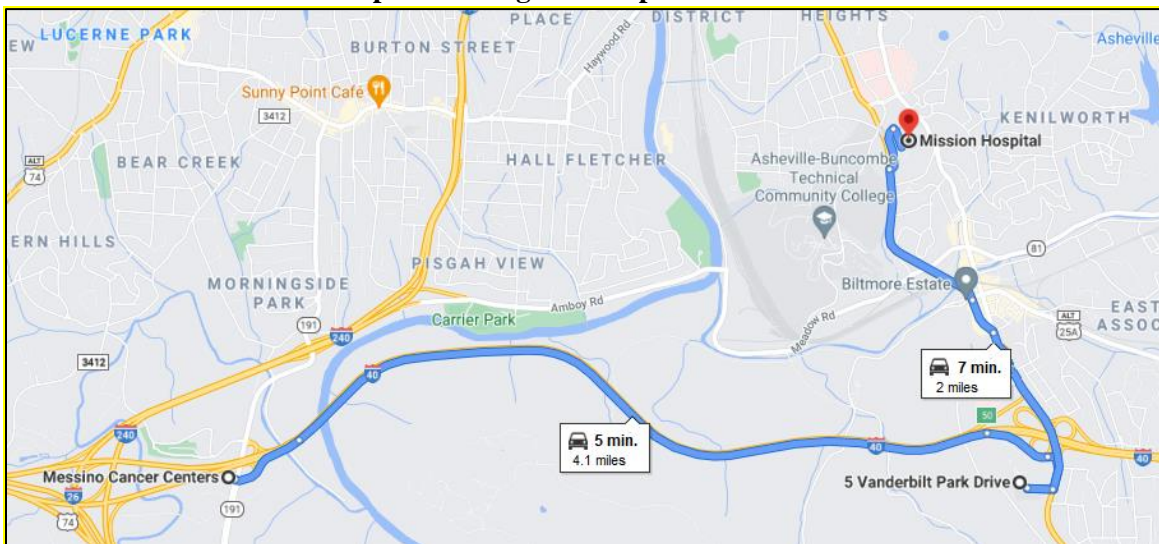 PLACE
DISTRICT
HEIGHTS
LUCERNE PARK
BURTON STREET
Haywood Rd
Asheville
Sunny Point Café
3412
KENILWORTH
Mission Hospital
ALT
74
BEAR CREEK
HALL FLETCHER
Asheville-Buncombe
Technical
Community College
ERN HILLS
PISGAH VIEW
81
MORNINGSIDE
PARK
Biltmore Estate
191
Amboy Rd
Carrier Park
Meadow Rd
EAST
ASSOC
ALT
25A
240
3412
40
7 min.
2 miles
50
5 min.
4.1 miles
240
40
40
Messino Cancer Centers
26
74
191
5 Vanderbilt Park Drive